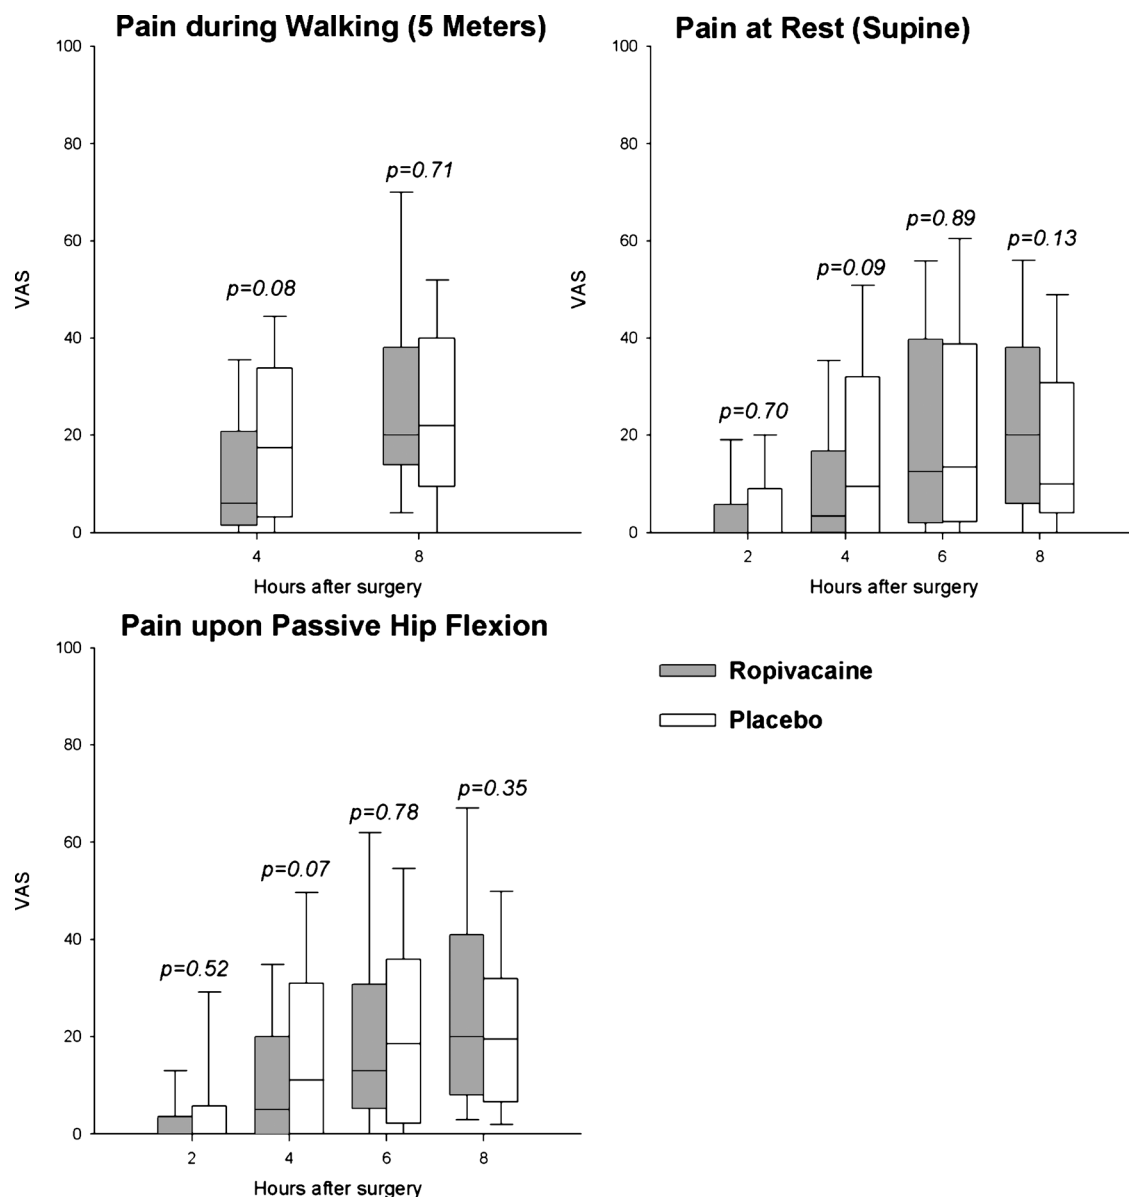 Pain during Walking (5 Meters)
100
80
60
40
20
0
VAS
p=0.08
p=0.71
4
8
Hours after surgery
Pain at Rest (Supine)
100
80
60
40
20
0
VAS
p=0.70
p=0.09
p=0.89
p=0.13
2
4
6
8
Hours after surgery
Pain upon Passive Hip Flexion
100
80
60
40
20
0
VAS
p=0.52
p=0.07
p=0.78
p=0.35
2
4
6
8
Hours after surgery
Ropivacaine
Placebo